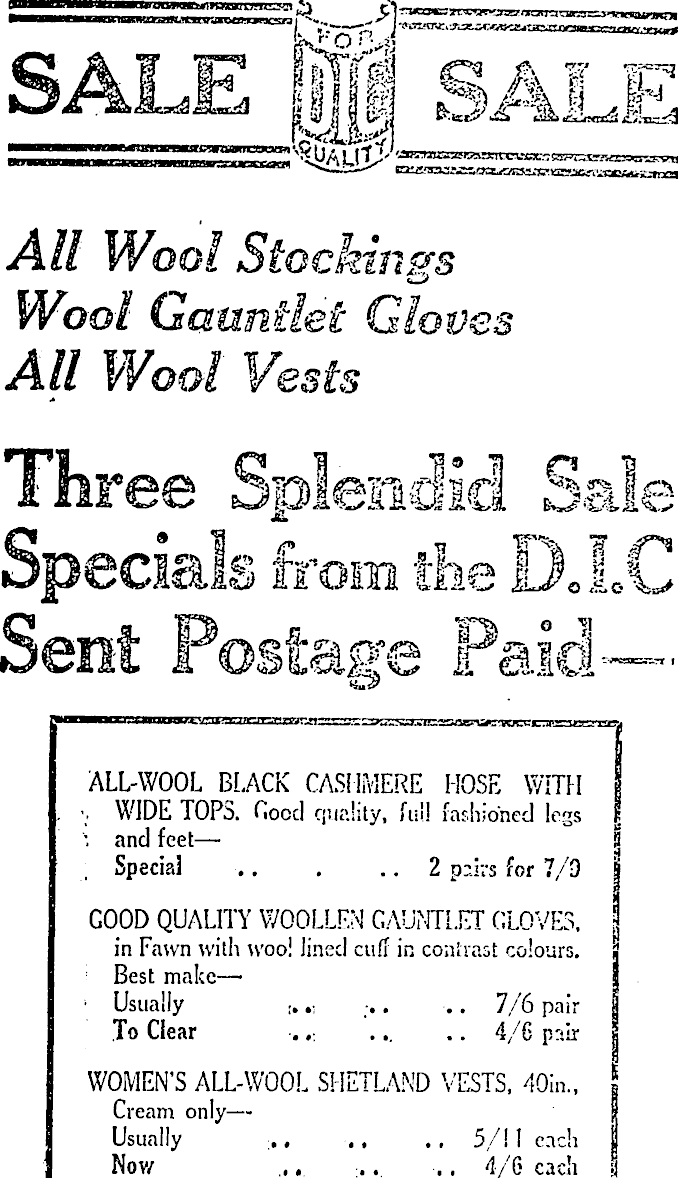 SALE FOR DIC QUALITY SALE
All Wool Stockings
Wool Gauntlet Gloves
All Wool Vests
Three Splendid Sale
Specials from the D.I.C
Sent Postage Paid—
ALL-WOOL BLACK CASHMERE HOSE WITH
WIDE TOPS. Good quality, full fashioned legs
and feet—
Special .. . .. 2 pairs for 7/9
GOOD QUALITY WOOLLEN GAUNTLET GLOVES,
in Fawn with wool lined cuff in contrast colours.
Best make—
Usually .. .. .. 7/6 pair
To Clear .. .. .. 4/6 pair
WOMEN'S ALL-WOOL SHETLAND VESTS, 40in.,
Cream only—
Usually .. .. .. 5/11 each
Now .. .. .. 4/6 each